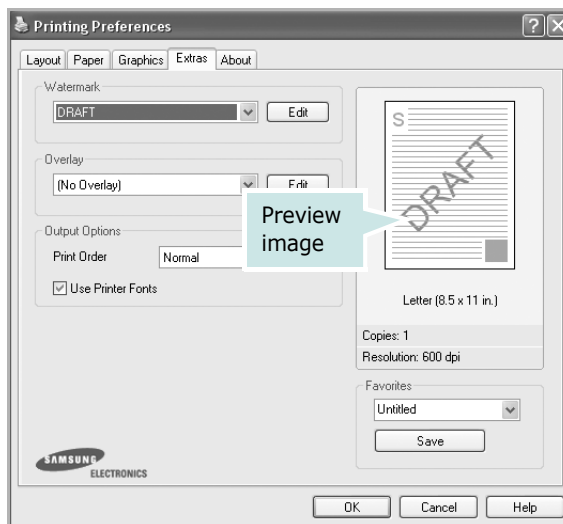 Printing Preferences
Layout Paper Graphics Extras About
Watermark
DRAFT
Edit
Overlay
(No Overlay)
Edit
Output Options
Print Order
Normal
Use Printer Fonts
Preview
image
S
DRAFT
Letter (8.5 x 11 in.)
Copies: 1
Resolution: 600 dpi
Favorites
Untitled
Save
SAMSUNG
ELECTRONICS
OK
Cancel
Help